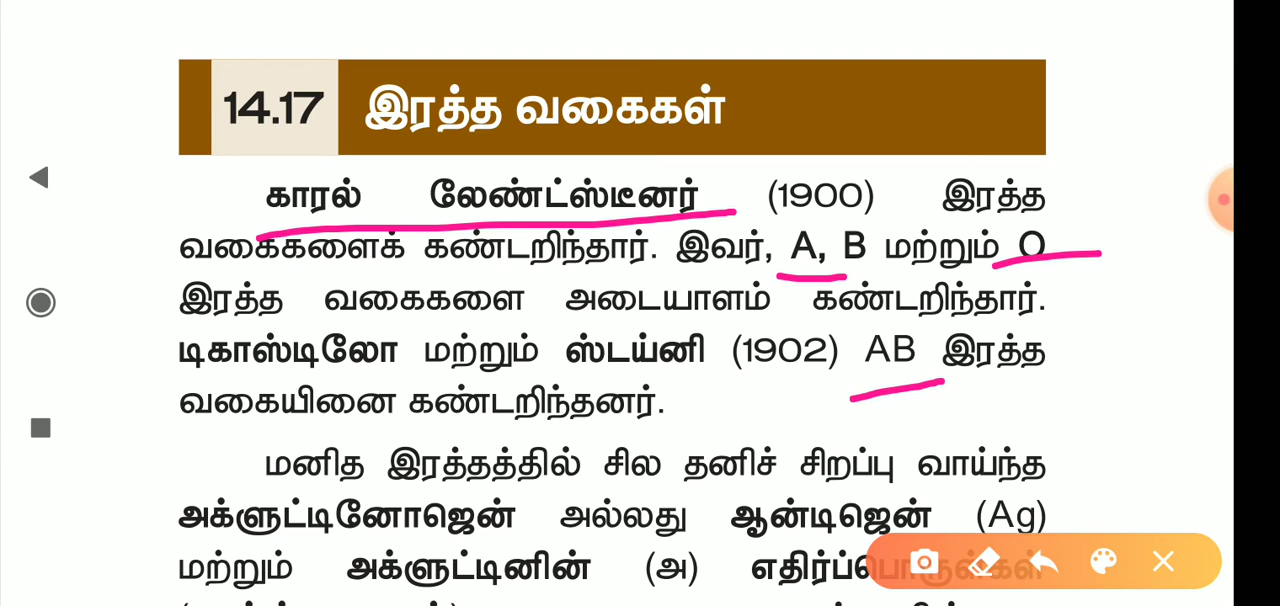 14.17 இரத்த வகைகள்
காரல் லேண்ட்ஸ்டீனர் (1900) இரத்த
வகைகளைக் கண்டறிந்தார். இவர், A, B மற்றும் O
இரத்த வகைகளை அடையாளம் கண்டறிந்தார்.
டிகாஸ்டிலோ மற்றும் ஸ்டய்னி (1902) AB இரத்த
வகையினை கண்டறிந்தனர்.
மனித இரத்தத்தில் சில தனிச் சிறப்பு வாய்ந்த
அக்ளுட்டினோஜென் அல்லது ஆன்டிஜென் (Ag)
மற்றும் அக்ளுட்டினின் (அ) எதிர்ப்பொருள்கள்